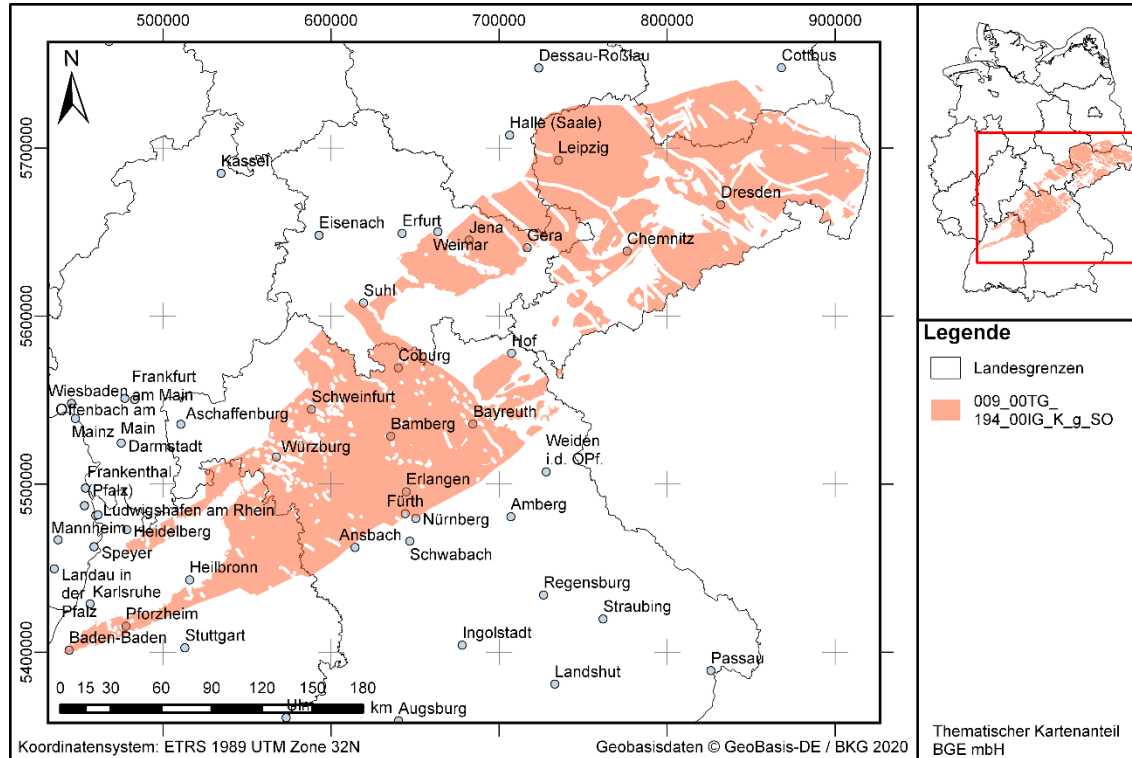 500000 600000 700000 800000 900000
N
Dessau-Roßlau
Cottbus
5700000
Halle (Saale)
Leipzig
Kassel
Dresden
Eisenach
Erfurt
Jena
Weimar
Gera
Chemnitz
5600000
Suhl
Hof
Coburg
Wiesbaden
Frankfurt
am Main
Offenbach am
Main
Mainz
Darmstadt
Aschaffenburg
Schweinfurt
Bamberg
Bayreuth
Würzburg
Weiden
i.d. OPf.
5500000
Frankenthal
(Pfalz)
Erlangen
Fürth
Nürnberg
Amberg
Ludwigshafen am Rhein
Mannheim
Heidelberg
Ansbach
Schwabach
Speyer
Heilbronn
Landau in
der
Pfalz
Karlsruhe
Regensburg
Straubing
Pforzheim
Baden-Baden
Stuttgart
Ingolstadt
5400000
Passau
Landshut
0 15 30 60 90 120 150 180
km
Ulm
Augsburg
Koordinatensystem: ETRS 1989 UTM Zone 32N
Geobasisdaten © GeoBasis-DE / BKG 2020
Legende
Landesgrenzen
009_00TG_
194_00IG_K_g_SO
Thematischer Kartenanteil
BGE mbH